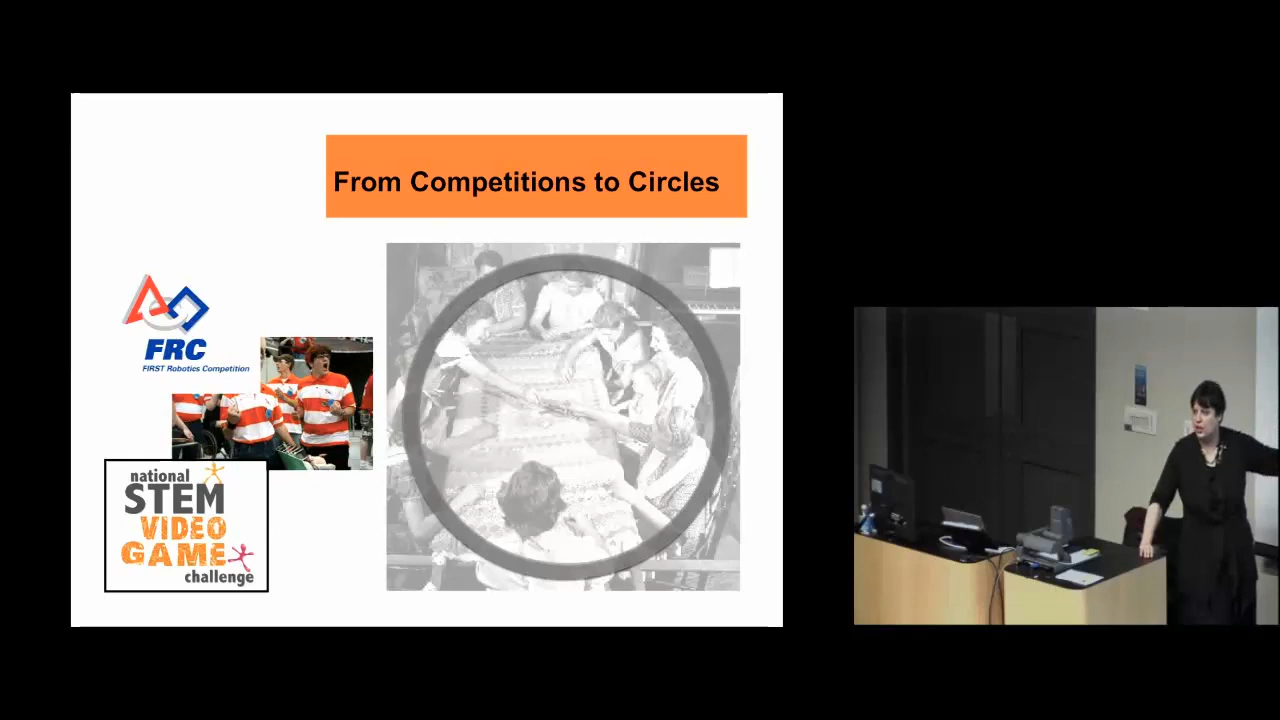 From Competitions to Circles
FRC
FIRST Robotics Competition
national
STEM
VIDEO
GAME
challenge